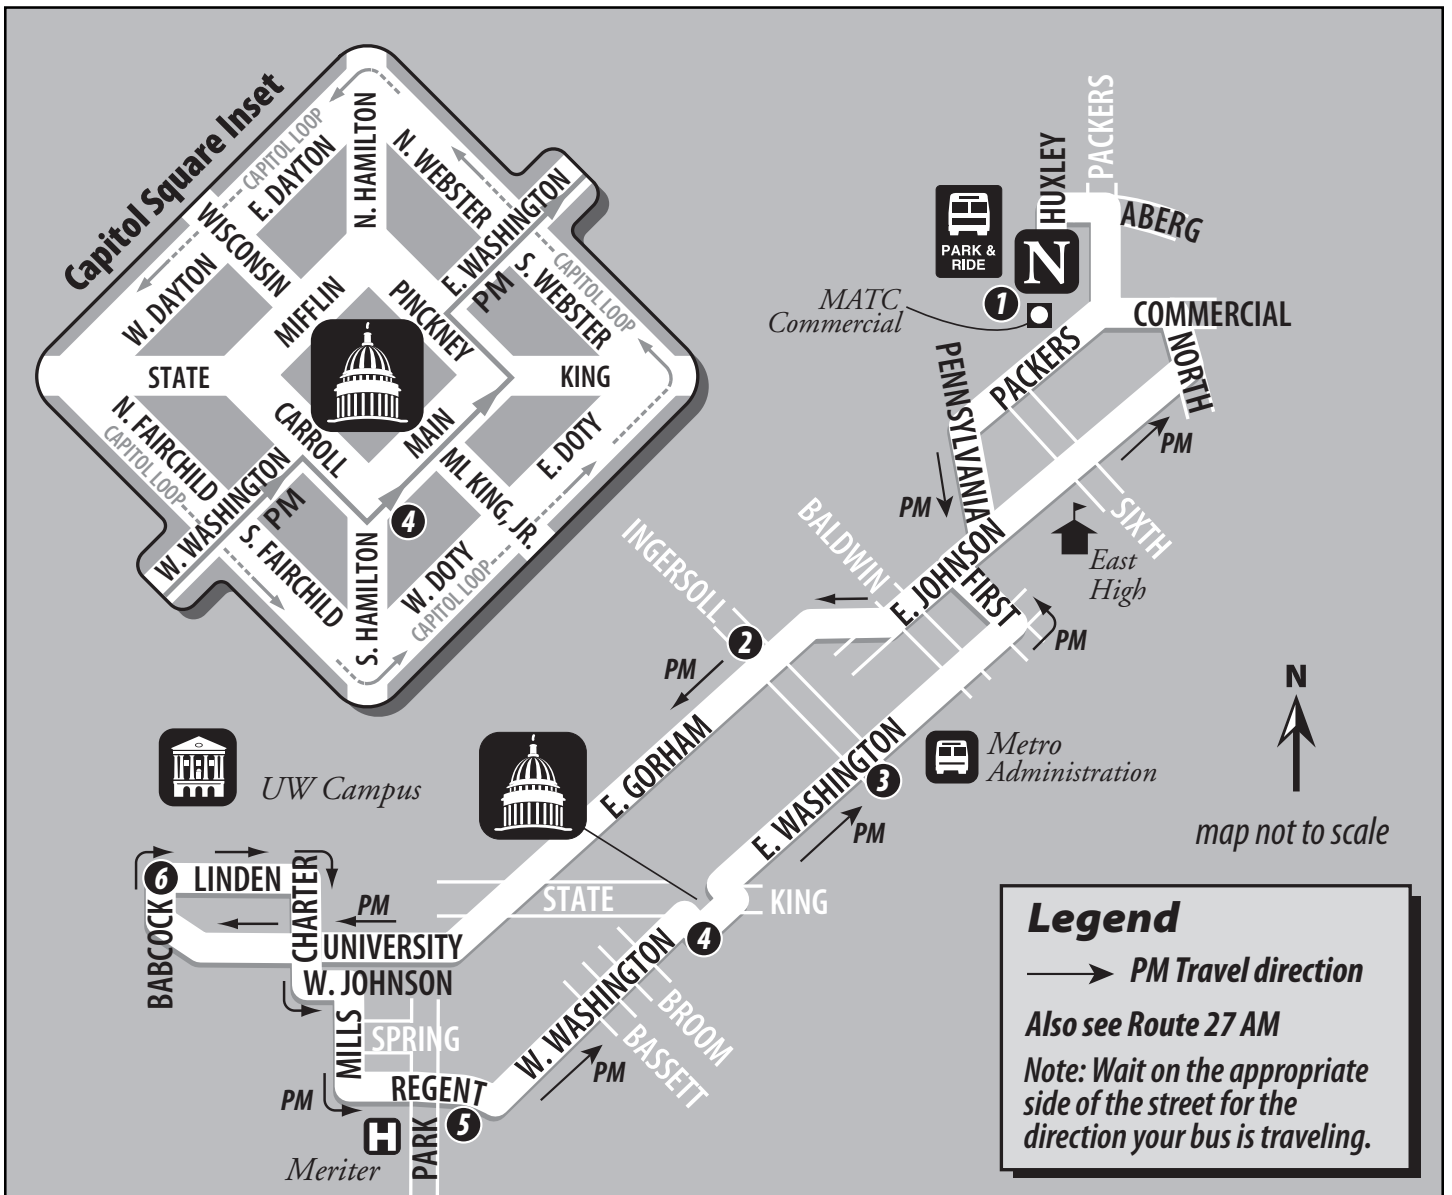 Capitol Square Inset
CAPITOL LOOP
E. DAYTON
N. HAMILTON
N. WEBSTER
E. WASHINGTON
PM
WISCONSIN
W. DAYTON
MIFFLIN
PINCKNEY
S. WEBSTER
CAPITOL LOOP
STATE
KING
N. FAIRCHILD
CAPITOL LOOP
CARROLL
MAIN
E. DOTY
W. WASHINGTON
PM
S. FAIRCHILD
4
ML KING, JR.
S. HAMILTON
W. DOTY
CAPITOL LOOP
PACKERS
HUXLEY
ABERG
PARK &
RIDE
N
1
MATC
Commercial
COMMERCIAL
NORTH
PENNSYLVANIA
PACKERS
PM
PM
SIXTH
East
High
BALDWIN
E. JOHNSON
FIRST
PM
INGERSOLL
2
PM
E. GORHAM
E. WASHINGTON
3
PM
Metro
Administration
N
map not to scale
UW Campus
6
LINDEN
CHARTER
BABCOCK
PM
UNIVERSITY
W. JOHNSON
STATE
KING
4
MILLS
SPRING
W. WASHINGTON
BROOM
BASSETT
PM
PM
REGENT
5
H
Meriter
PARK
Legend
PM Travel direction
Also see Route 27 AM
Note: Wait on the appropriate
side of the street for the
direction your bus is traveling.